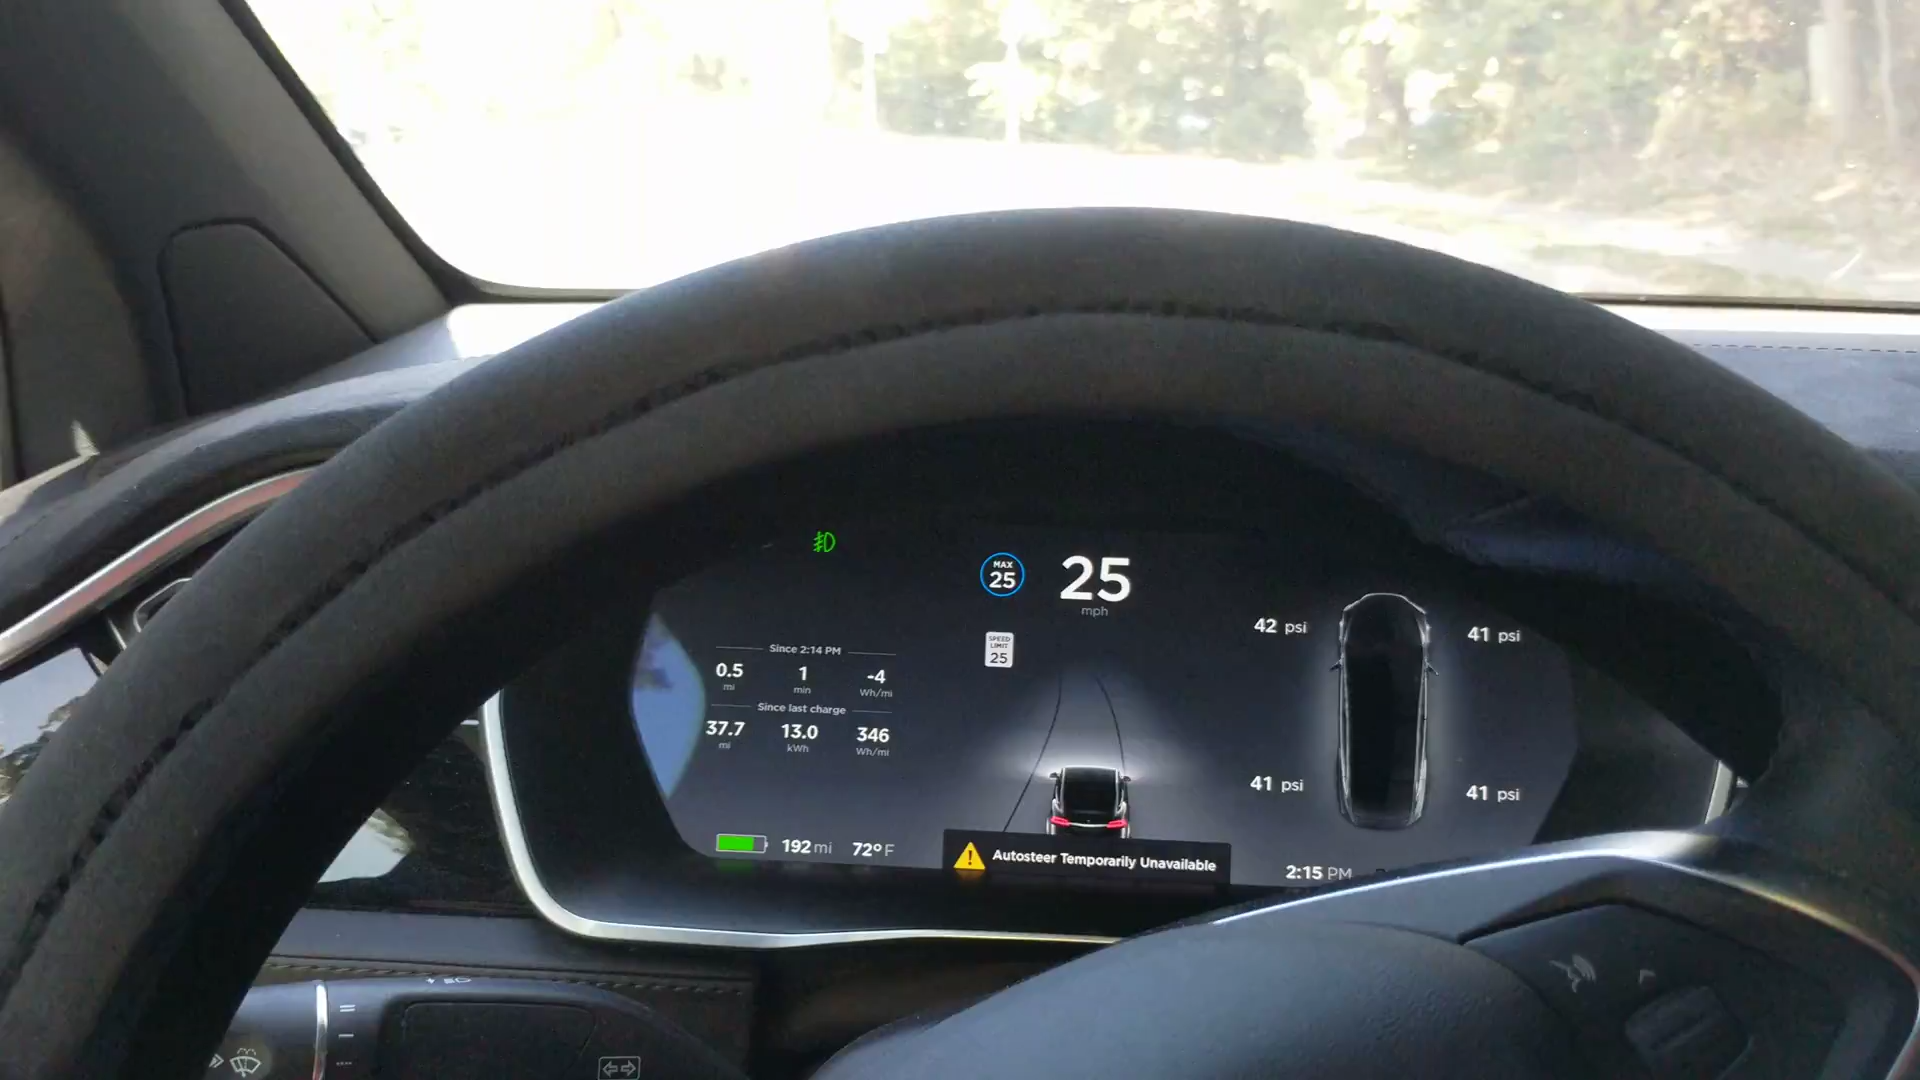 MAX
25
25
mph
SPEED
LIMIT
25
Since 2:14 PM
0.5 1 -4
mi min Wh/mi
Since last charge
37.7 13.0 346
mi kWh Wh/mi
192 mi 72° F
42 psi 41 psi
41 psi 41 psi
Autosteer Temporarily Unavailable
2:15 PM